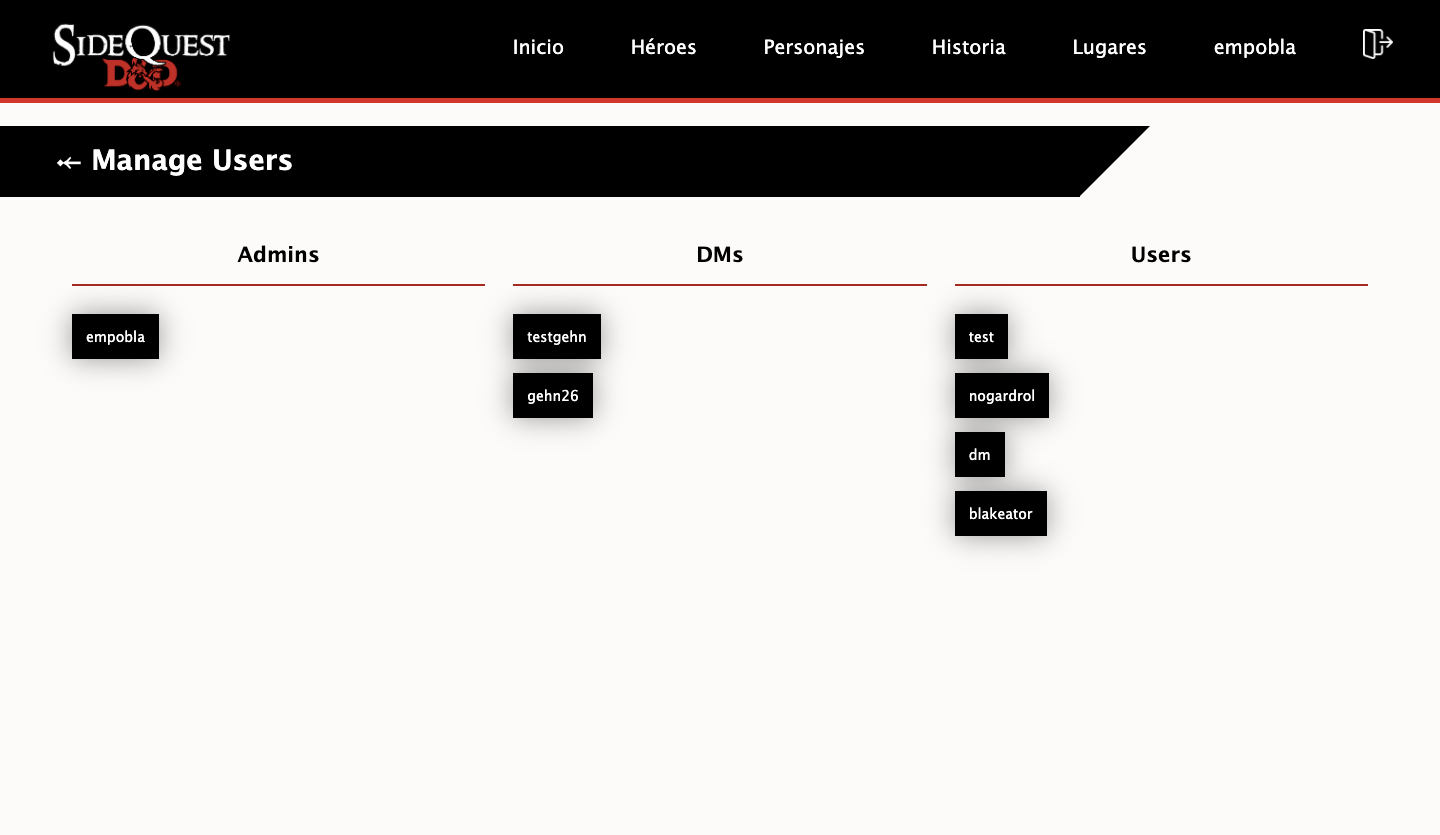 SIDEQUEST
D&D
Inicio Héroes Personajes Historia Lugares empobla
Manage Users
Admins DMs Users
empobla testgehn test
gehn26 nogardrol
dm
blakeator